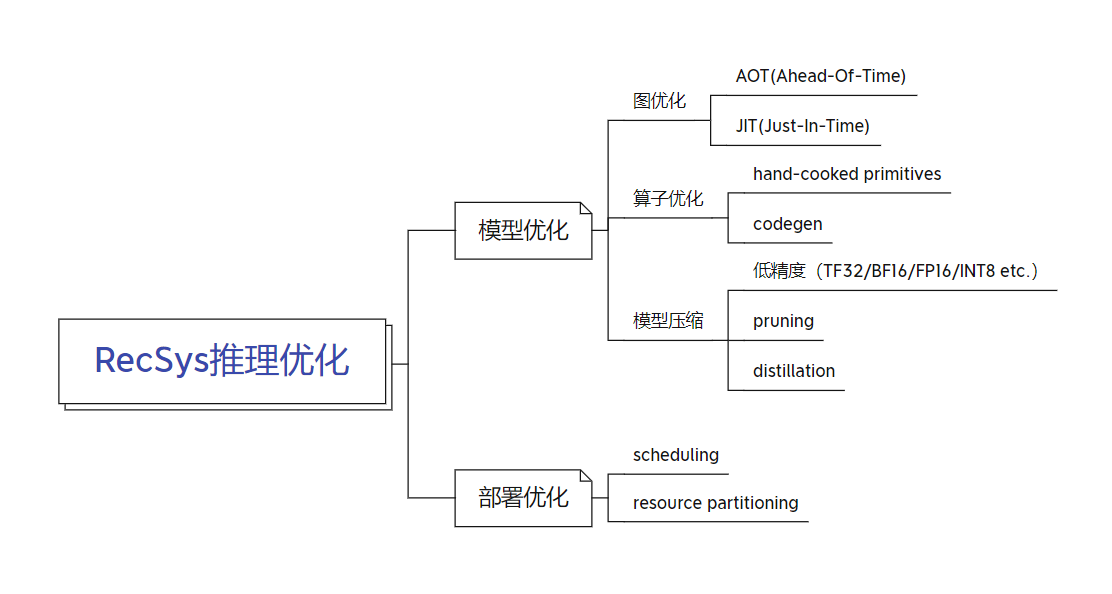 RecSys推理优化
模型优化
图优化
AOT(Ahead-Of-Time)
JIT(Just-In-Time)
算子优化
hand-cooked primitives
codegen
模型压缩
低精度（TF32/BF16/FP16/INT8 etc.）
pruning
distillation
部署优化
scheduling
resource partitioning